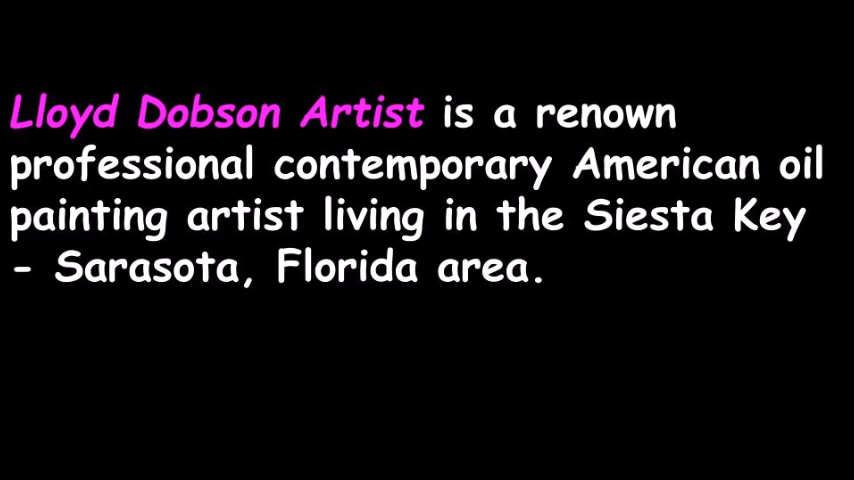 Lloyd Dobson Artist is a renown
professional contemporary American oil
painting artist living in the Siesta Key
- Sarasota, Florida area.